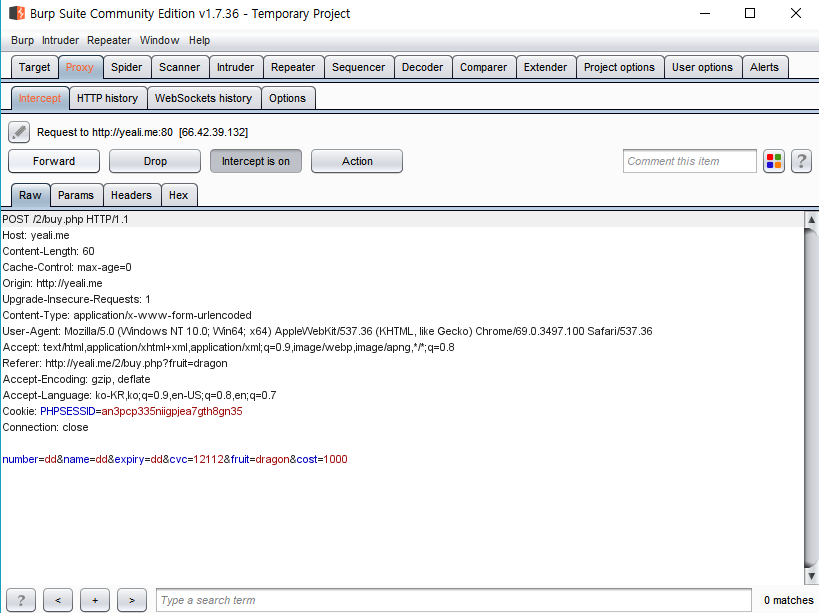 Burp Suite Community Edition v1.7.36 - Temporary Project
Burp Intruder Repeater Window Help
Target Proxy Spider Scanner Intruder Repeater Sequencer Decoder Comparer Extender Project options User options Alerts
Intercept HTTP history WebSockets history Options
Request to http://yeali.me:80 [66.42.39.132]
Forward Drop Intercept is on Action Comment this item ?
Raw Params Headers Hex
POST /2/buy.php HTTP/1.1
Host: yeali.me
Content-Length: 60
Cache-Control: max-age=0
Origin: http://yeali.me
Upgrade-Insecure-Requests: 1
Content-Type: application/x-www-form-urlencoded
User-Agent: Mozilla/5.0 (Windows NT 10.0; Win64; x64) AppleWebKit/537.36 (KHTML, like Gecko) Chrome/69.0.3497.100 Safari/537.36
Accept: text/html,application/xhtml+xml,application/xml;q=0.9,image/webp,image/apng,*/*;q=0.8
Referer: http://yeali.me/2/buy.php?fruit=dragon
Accept-Encoding: gzip, deflate
Accept-Language: ko-KR,ko;q=0.9,en-US;q=0.8,en;q=0.7
Cookie: PHPSESSID=an3pcp335niigpjea7gth8gn35
Connection: close
number=dd&name=dd&expiry=dd&cvc=12112&fruit=dragon&cost=1000
? < + > Type a search term 0 matches